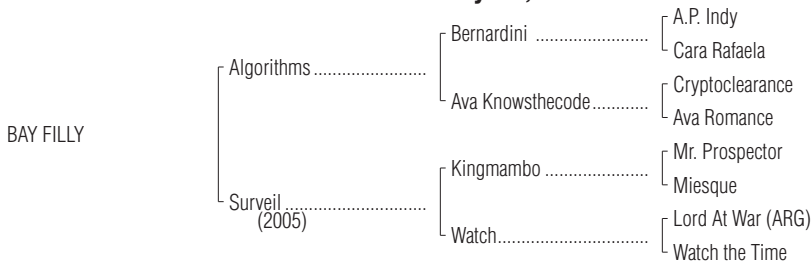 A.P. Indy
Bernardini ..........................
Cara Rafaela
Algorithms ..........................
Cryptoclearance
Ava Knowsthecode.............
Ava Romance
BAY FILLY
Mr. Prospector
Kingmambo ........................
Miesque
Surveil ................................
(2005)
Lord At War (ARG)
Watch...................................
Watch the Time